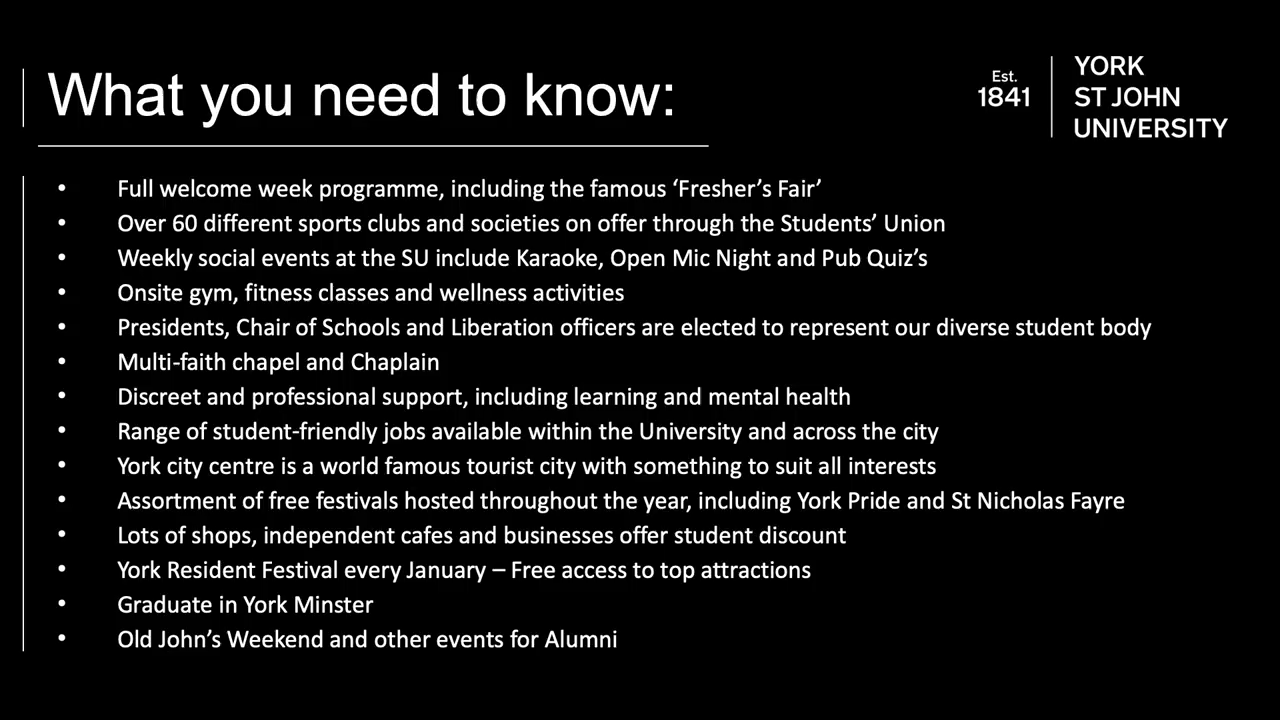 What you need to know:
Est.
1841
YORK
ST JOHN
UNIVERSITY
• Full welcome week programme, including the famous ‘Fresher’s Fair’
• Over 60 different sports clubs and societies on offer through the Students’ Union
• Weekly social events at the SU include Karaoke, Open Mic Night and Pub Quiz’s
• Onsite gym, fitness classes and wellness activities
• Presidents, Chair of Schools and Liberation officers are elected to represent our diverse student body
• Multi-faith chapel and Chaplain
• Discreet and professional support, including learning and mental health
• Range of student-friendly jobs available within the University and across the city
• York city centre is a world famous tourist city with something to suit all interests
• Assortment of free festivals hosted throughout the year, including York Pride and St Nicholas Fayre
• Lots of shops, independent cafes and businesses offer student discount
• York Resident Festival every January – Free access to top attractions
• Graduate in York Minster
• Old John’s Weekend and other events for Alumni